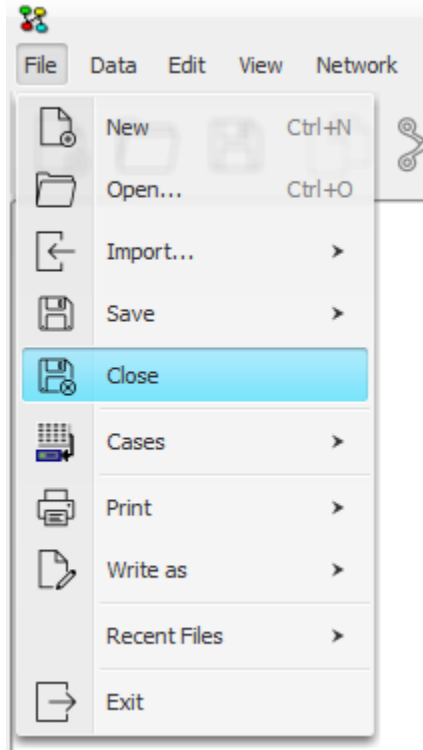 File Data Edit View Network
New Ctrl+N
Open... Ctrl+O
Import...
Save
Close
Cases
Print
Write as
Recent Files
Exit